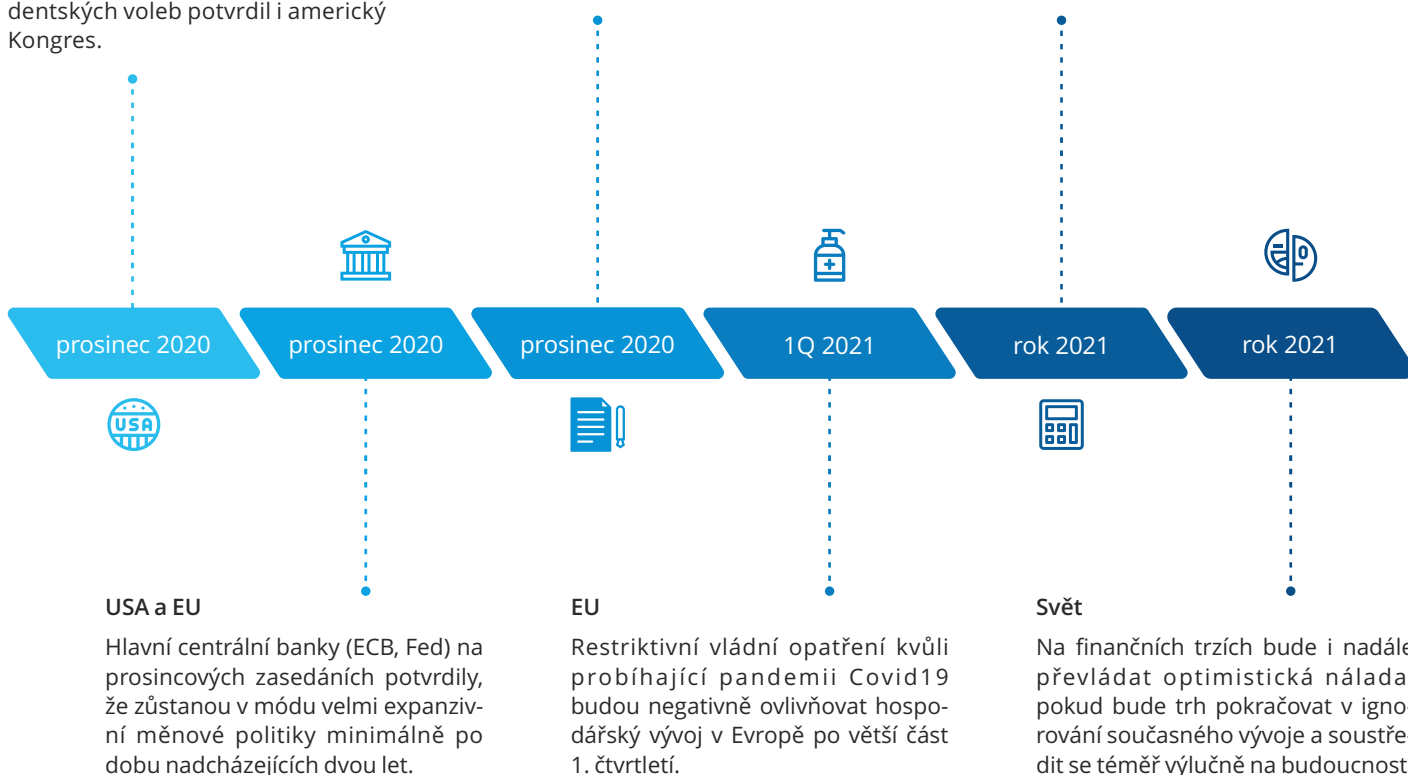 dentských voleb potvrdil i americký
Kongres.
prosinec 2020
prosinec 2020
prosinec 2020
1Q 2021
rok 2021
rok 2021
USA
USA a EU
Hlavní centrální banky (ECB, Fed) na
prosincových zasedáních potvrdily,
že zůstanou v módu velmi expanziv-
ní měnové politiky minimálně po
dobu nadcházejících dvou let.
EU
Restriktivní vládní opatření kvůli
probíhající pandemii Covid19
budou negativně ovlivňovat hospo-
dářský vývoj v Evropě po větší část
1. čtvrtletí.
Svět
Na finančních trzích bude i nadále
převládat optimistická nálada
pokud bude trh pokračovat v igno-
rování současného vývoje a soustře-
dit se téměř výlučně na budoucnost